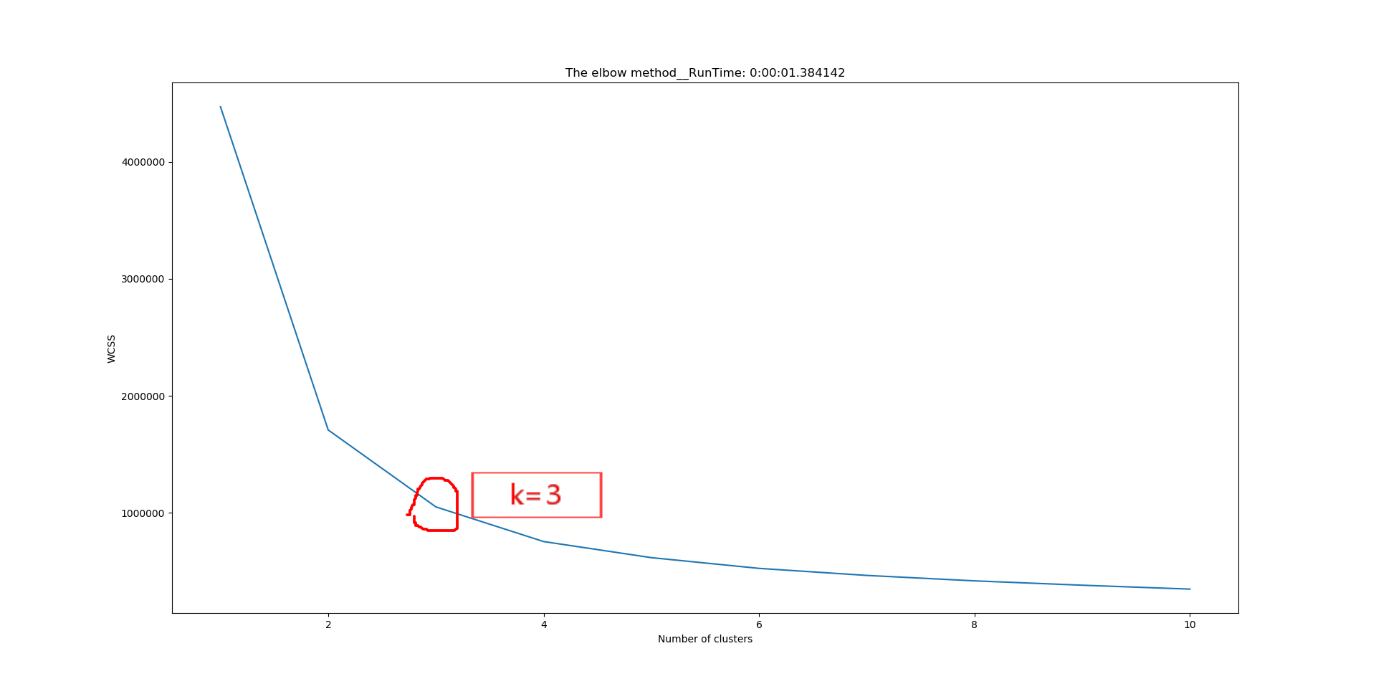 The elbow method__RunTime: 0:00:01.384142
4000000
3000000
2000000
1000000
WCSS
k=3
2
4
6
8
10
Number of clusters